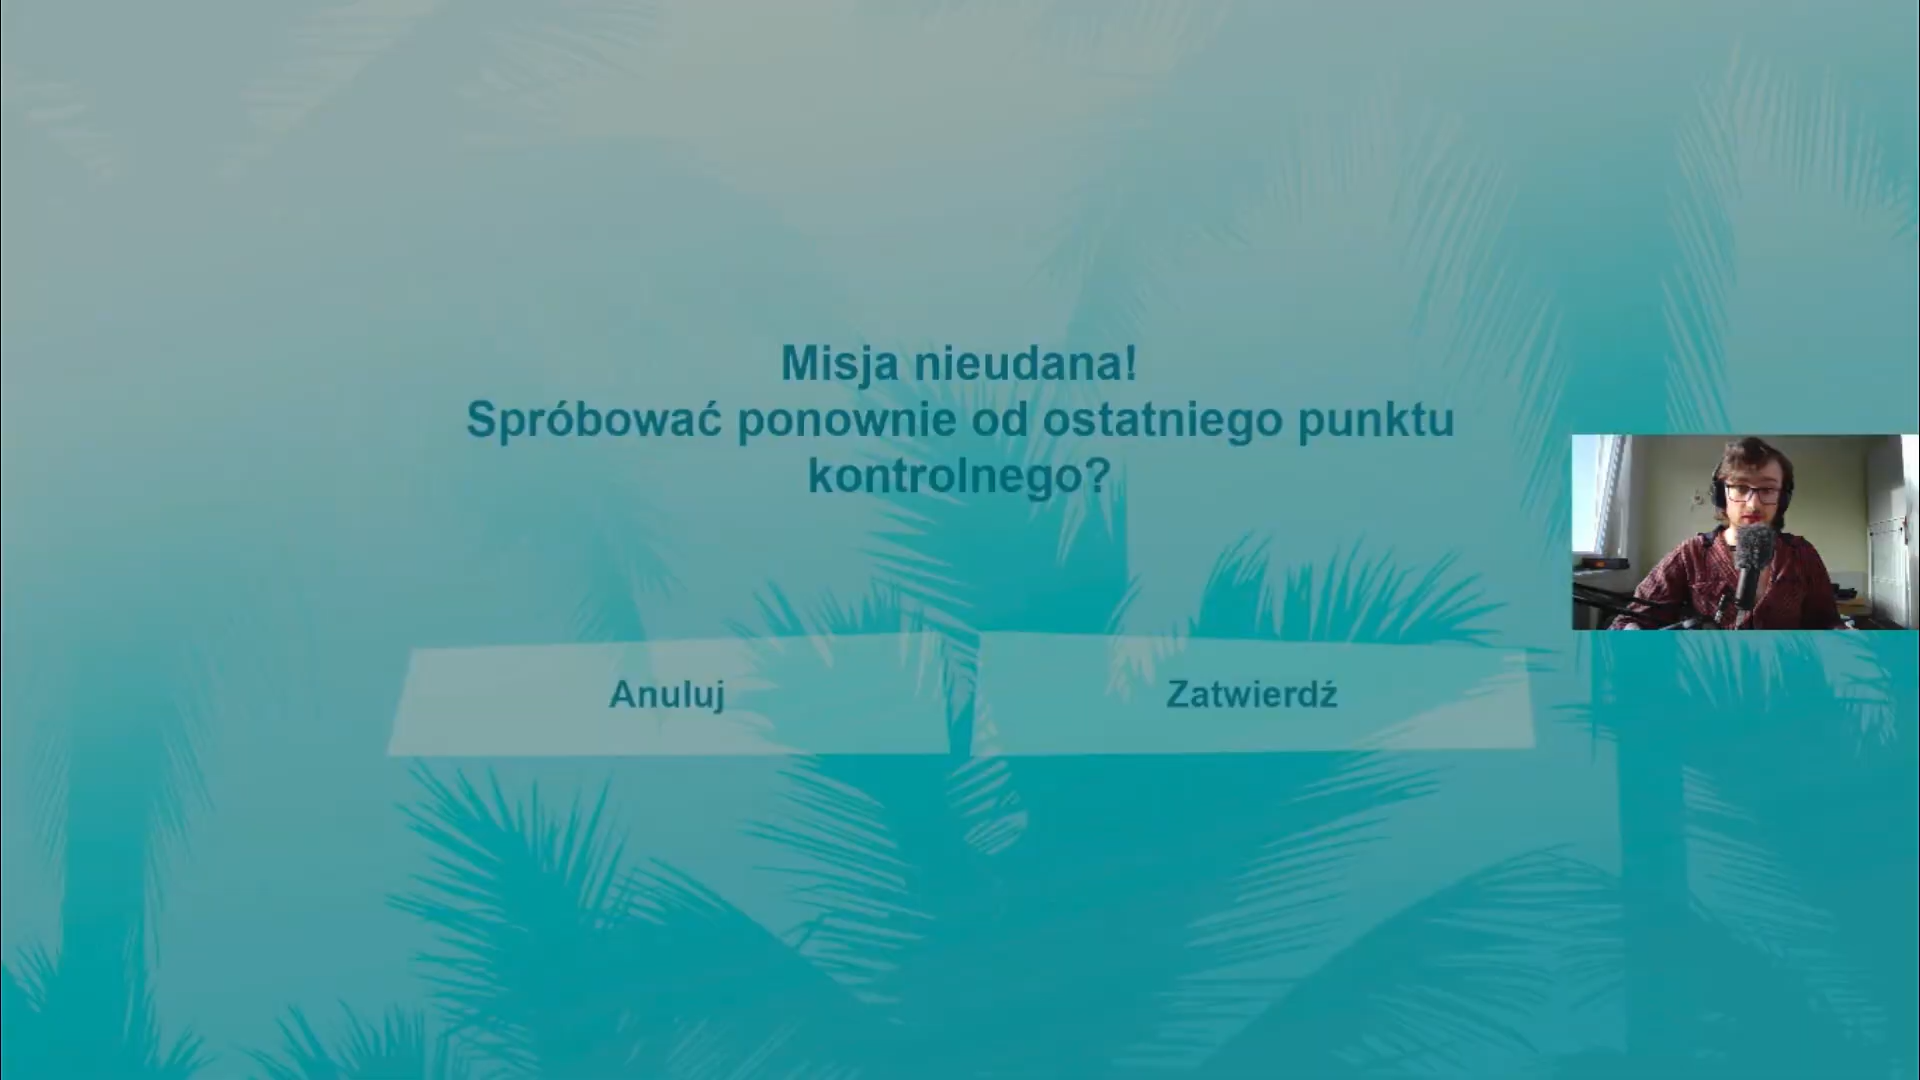 Misja nieudana!
Spróbować ponownie od ostatniego punktu
kontrolnego?
Anuluj
Zatwierdź